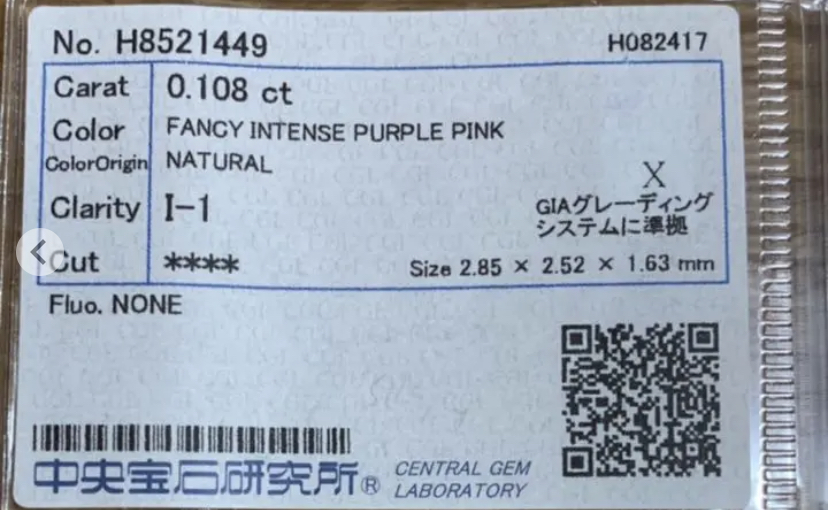 No. H8521449 H082417
Carat 0.108 ct
Color FANCY INTENSE PURPLE PINK
ColorOrigin NATURAL
X
Clarity I-1 GIAグレーディング
システムに準拠
Cut **** Size 2.85 × 2.52 × 1.63 mm
Fluo. NONE
中央宝石研究所® CENTRAL GEM
LABORATORY